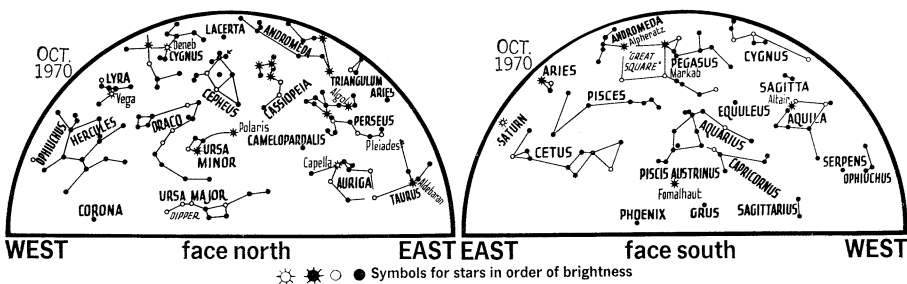 OCT.
1970
LACERTA
ANDROMEDA
Deneb
CYGNUS
LYRA
Vega
CEPHEUS
CASSIOPEIA
TRIANGULUM
ARIES
Algol
PERSEUS
OPHIUCHUS
HERCULES
DRACO
Polaris
URSA
MINOR
CAMELOPARDALIS
Pleiades
Capella
AURIGA
Aldebaran
TAURUS
URSA MAJOR
DIPPER
CORONA
WEST
face north
EAST
OCT.
1970
ANDROMEDA
Alpheratz
"GREAT
SQUARE"
PEGASUS
Markab
CYGNUS
ARIES
PISCES
SAGITTA
Altair
AQUILA
EQUULEUS
SATURN
AQUARIUS
CETUS
PISCIS AUSTRINUS
Fomalhaut
CAPRICORNUS
SERPENS
OPHIUCHUS
PHOENIX
GRUS
SAGITTARIUS
EAST
face south
WEST
Symbols for stars in order of brightness